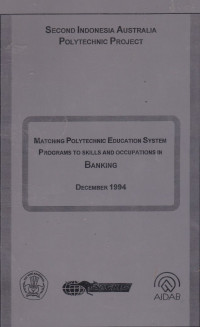 SECOND INDONESIA AUSTRALIA
POLYTECHNIC PROJECT
MATCHING POLYTECHNIC EDUCATION SYSTEM
PROGRAMS TO SKILLS AND OCCUPATIONS IN
BANKING
DECEMBER 1994
AIDAB